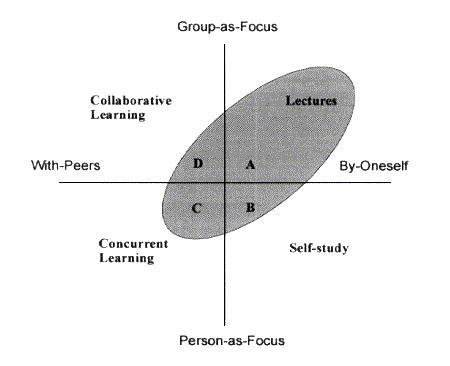 Group-as-Focus
Collaborative
Learning
Lectures
With-Peers
D
A
By-Oneself
C
B
Concurrent
Learning
Self-study
Person-as-Focus